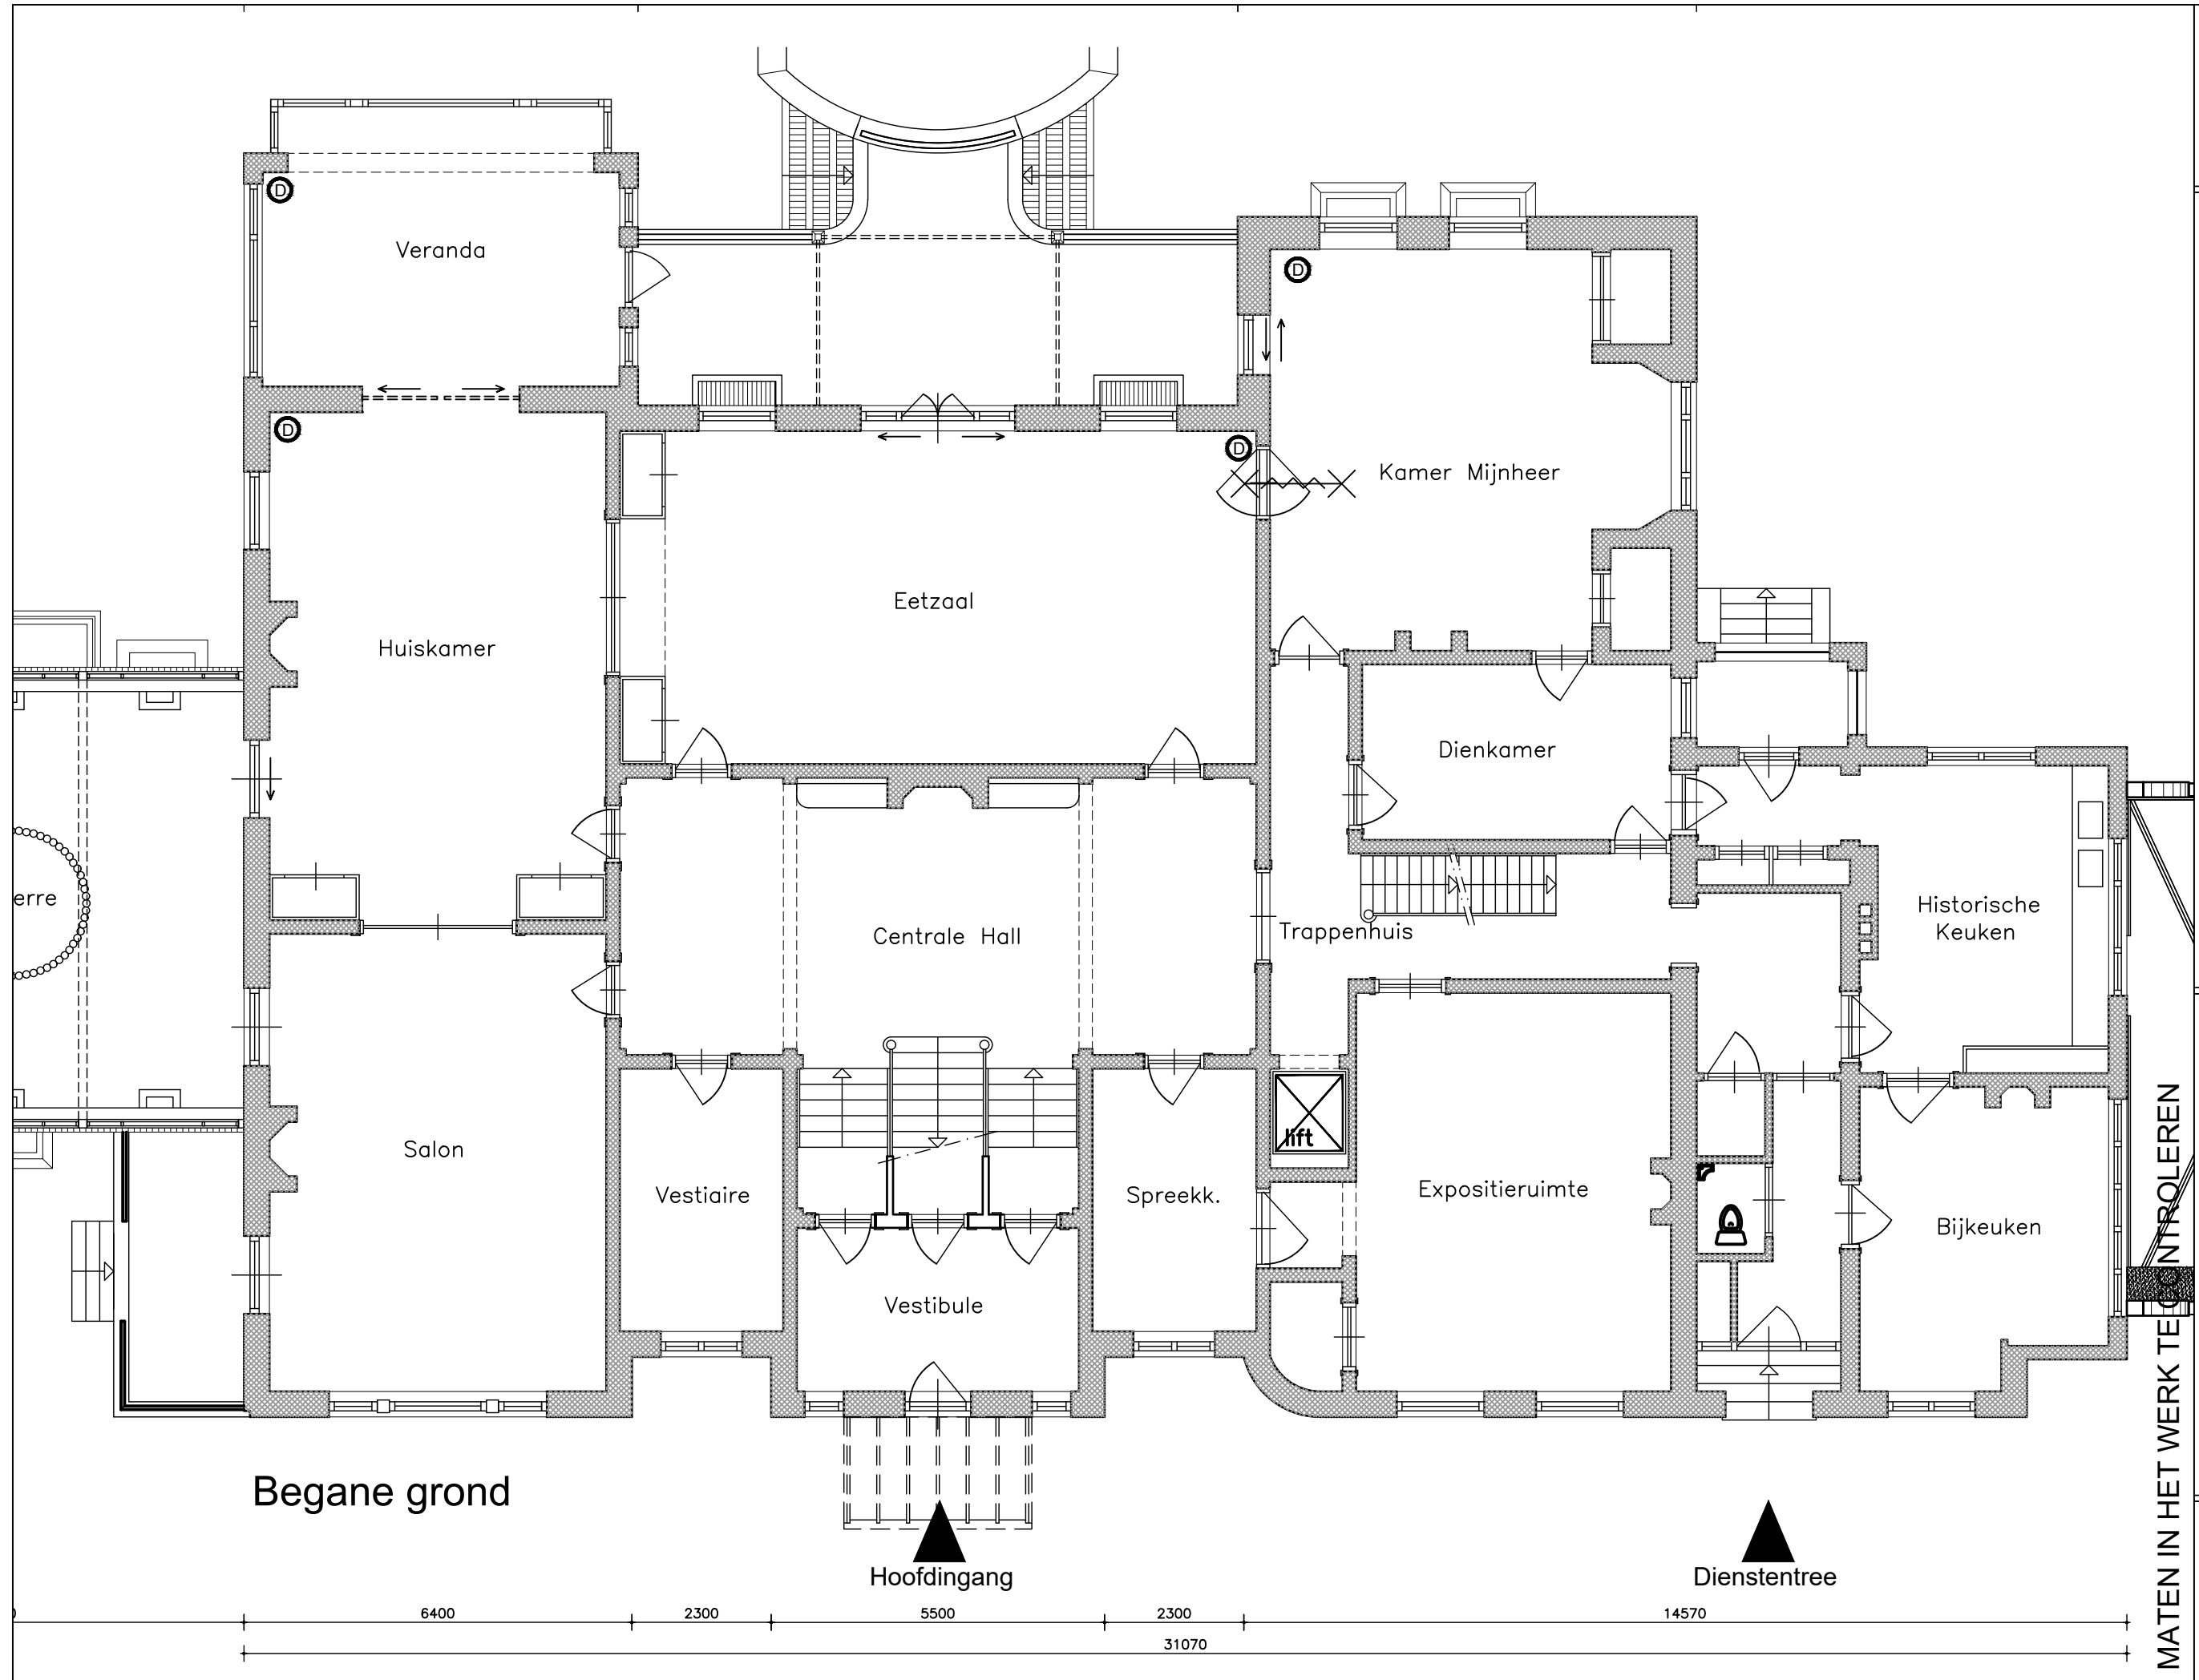 D
Veranda
D
D
D
Kamer Mijnheer
Eetzaal
Huiskamer
Dienkamer
erre
Historische
Keuken
Centrale Hall
Trappenhuis
lift
Salon
Vestiaire
Spreekk.
Expositieruimte
Bijkeuken
Vestibule
Begane grond
Hoofdingang
Dienstentree
6400
2300
5500
2300
14570
31070
MATEN IN HET WERK TE CONTROLEREN